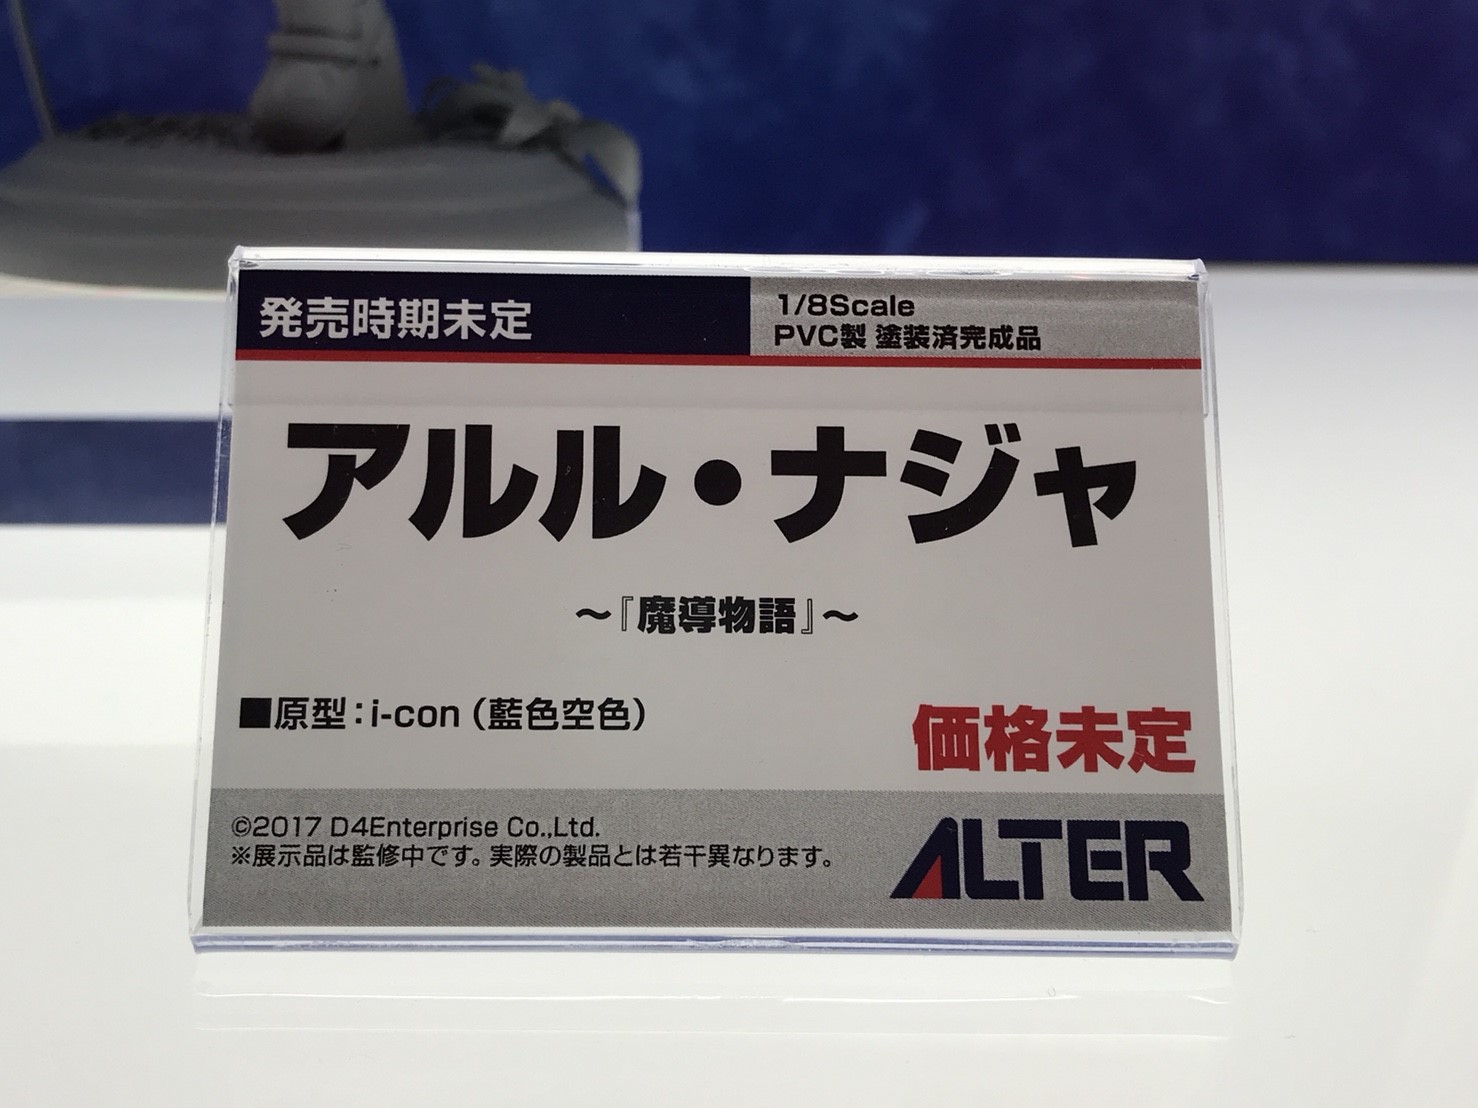 発売時期未定
1/8Scale
PVC製 塗装済完成品
アルル・ナジャ
～『魔導物語』～
■原型：i-con（藍色空色）
価格未定
©2017 D4Enterprise Co.,Ltd.
※展示品は監修中です。実際の製品とは若干異なります。
ALTER